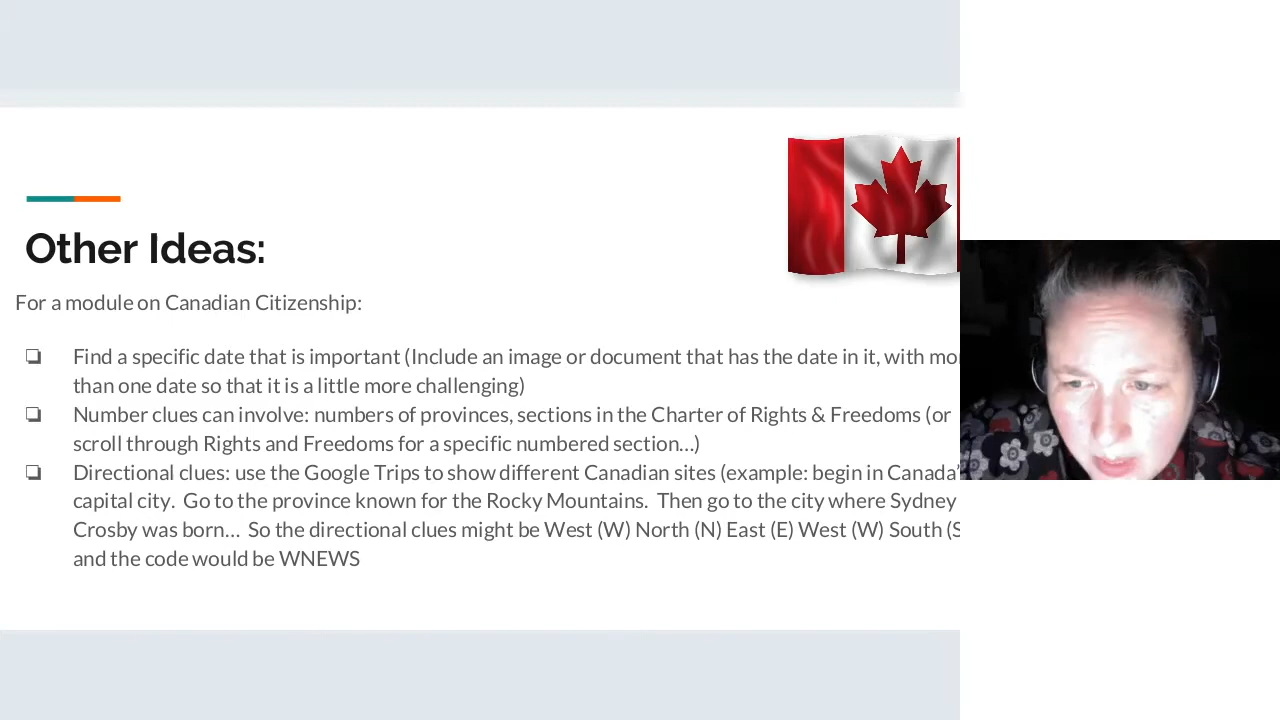 Other Ideas:
For a module on Canadian Citizenship:
❏ Find a specific date that is important (Include an image or document that has the date in it, with
than one date so that it is a little more challenging)
❏ Number clues can involve: numbers of provinces, sections in the Charter of Rights & Freedoms (or
scroll through Rights and Freedoms for a specific numbered section...)
❏ Directional clues: use the Google Trips to show different Canadian sites (example: begin in Canada'
capital city. Go to the province known for the Rocky Mountains. Then go to the city where Sydney
Crosby was born... So the directional clues might be West (W) North (N) East (E) West (W) South (S
and the code would be WNEWS